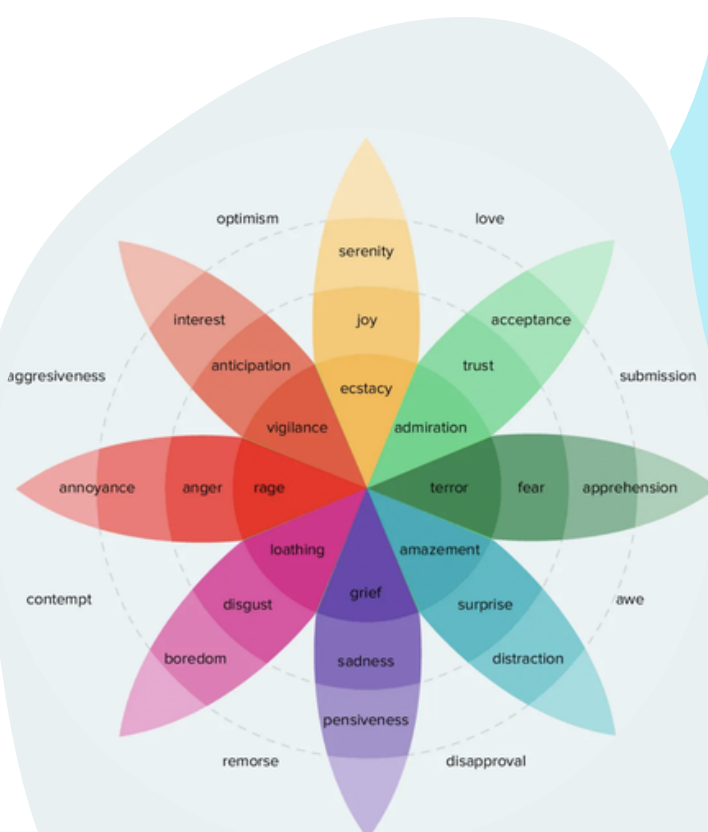 optimism
love
serenity
interest
joy
acceptance
anticipation
trust
aggresiveness
submission
ecstacy
vigilance
admiration
annoyance
anger
rage
terror
fear
apprehension
loathing
amazement
contempt
disgust
grief
surprise
awe
boredom
sadness
distraction
pensiveness
remorse
disapproval